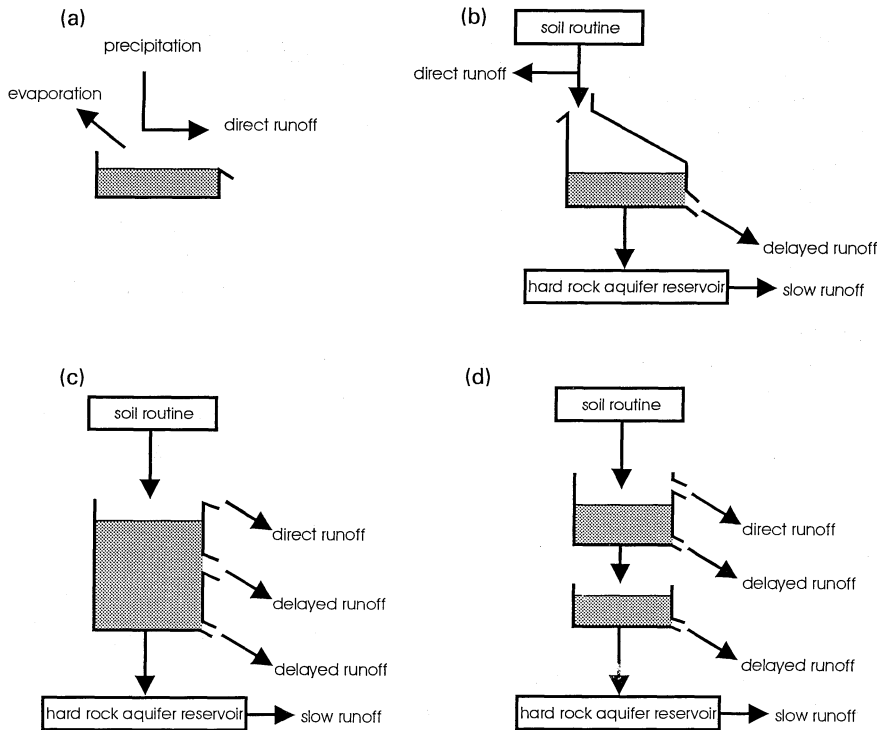 (a)
precipitation
evaporation
direct runoff
(b)
soil routine
direct runoff
delayed runoff
hard rock aquifer reservoir
slow runoff
(c)
soil routine
direct runoff
delayed runoff
delayed runoff
hard rock aquifer reservoir
slow runoff
(d)
soil routine
direct runoff
delayed runoff
delayed runoff
hard rock aquifer reservoir
slow runoff